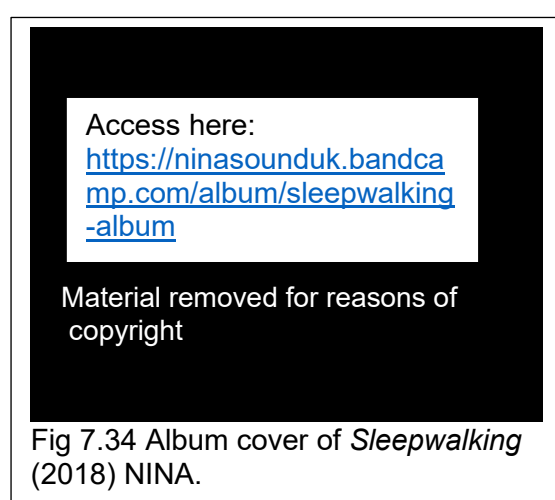 Access here:
https://ninasounduk.bandca
mp.com/album/sleepwalking
-album
Material removed for reasons of
copyright
Fig 7.34 Album cover of Sleepwalking
(2018) NINA.